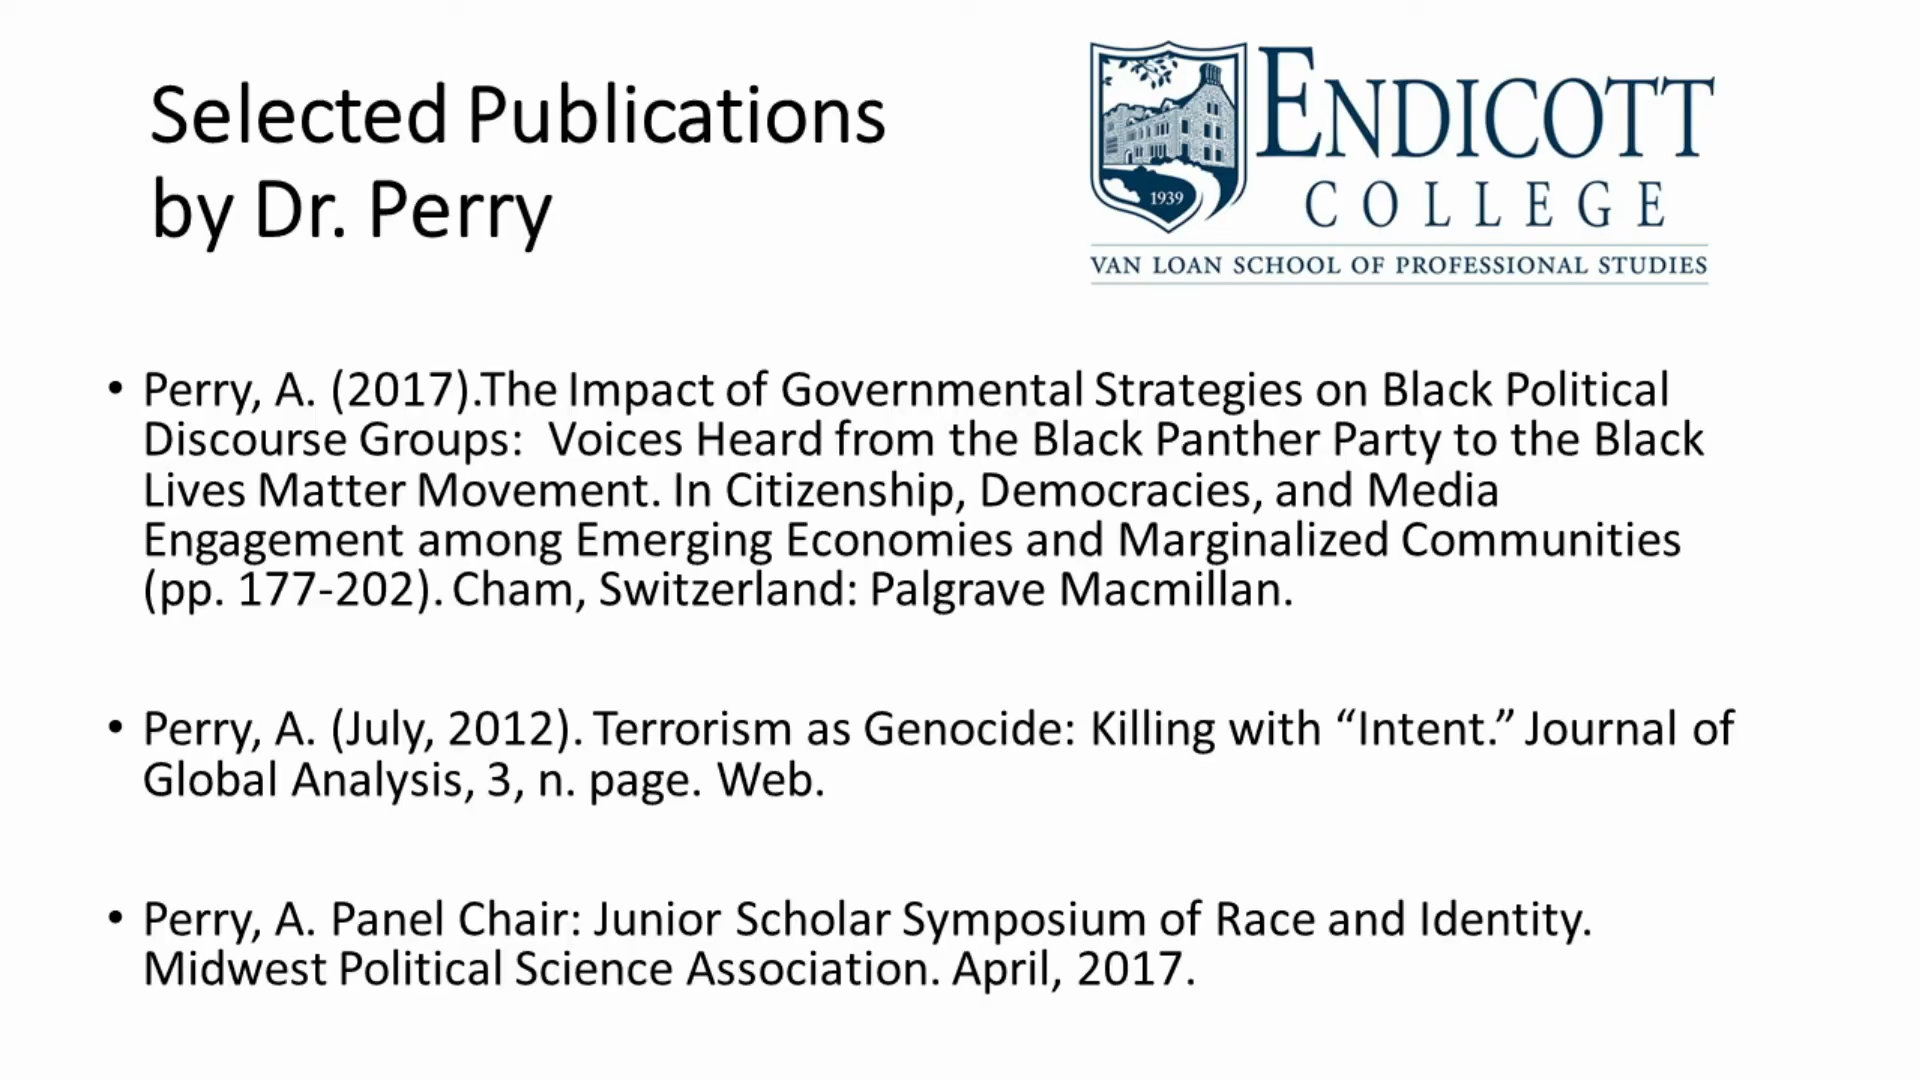 Selected Publications
by Dr. Perry
1939
ENDICOTT
COLLEGE
VAN LOAN SCHOOL OF PROFESSIONAL STUDIES
• Perry, A. (2017).The Impact of Governmental Strategies on Black Political
Discourse Groups:  Voices Heard from the Black Panther Party to the Black
Lives Matter Movement. In Citizenship, Democracies, and Media
Engagement among Emerging Economies and Marginalized Communities
(pp. 177-202). Cham, Switzerland: Palgrave Macmillan.
• Perry, A. (July, 2012). Terrorism as Genocide: Killing with “Intent.” Journal of
Global Analysis, 3, n. page. Web.
• Perry, A. Panel Chair: Junior Scholar Symposium of Race and Identity.
Midwest Political Science Association. April, 2017.